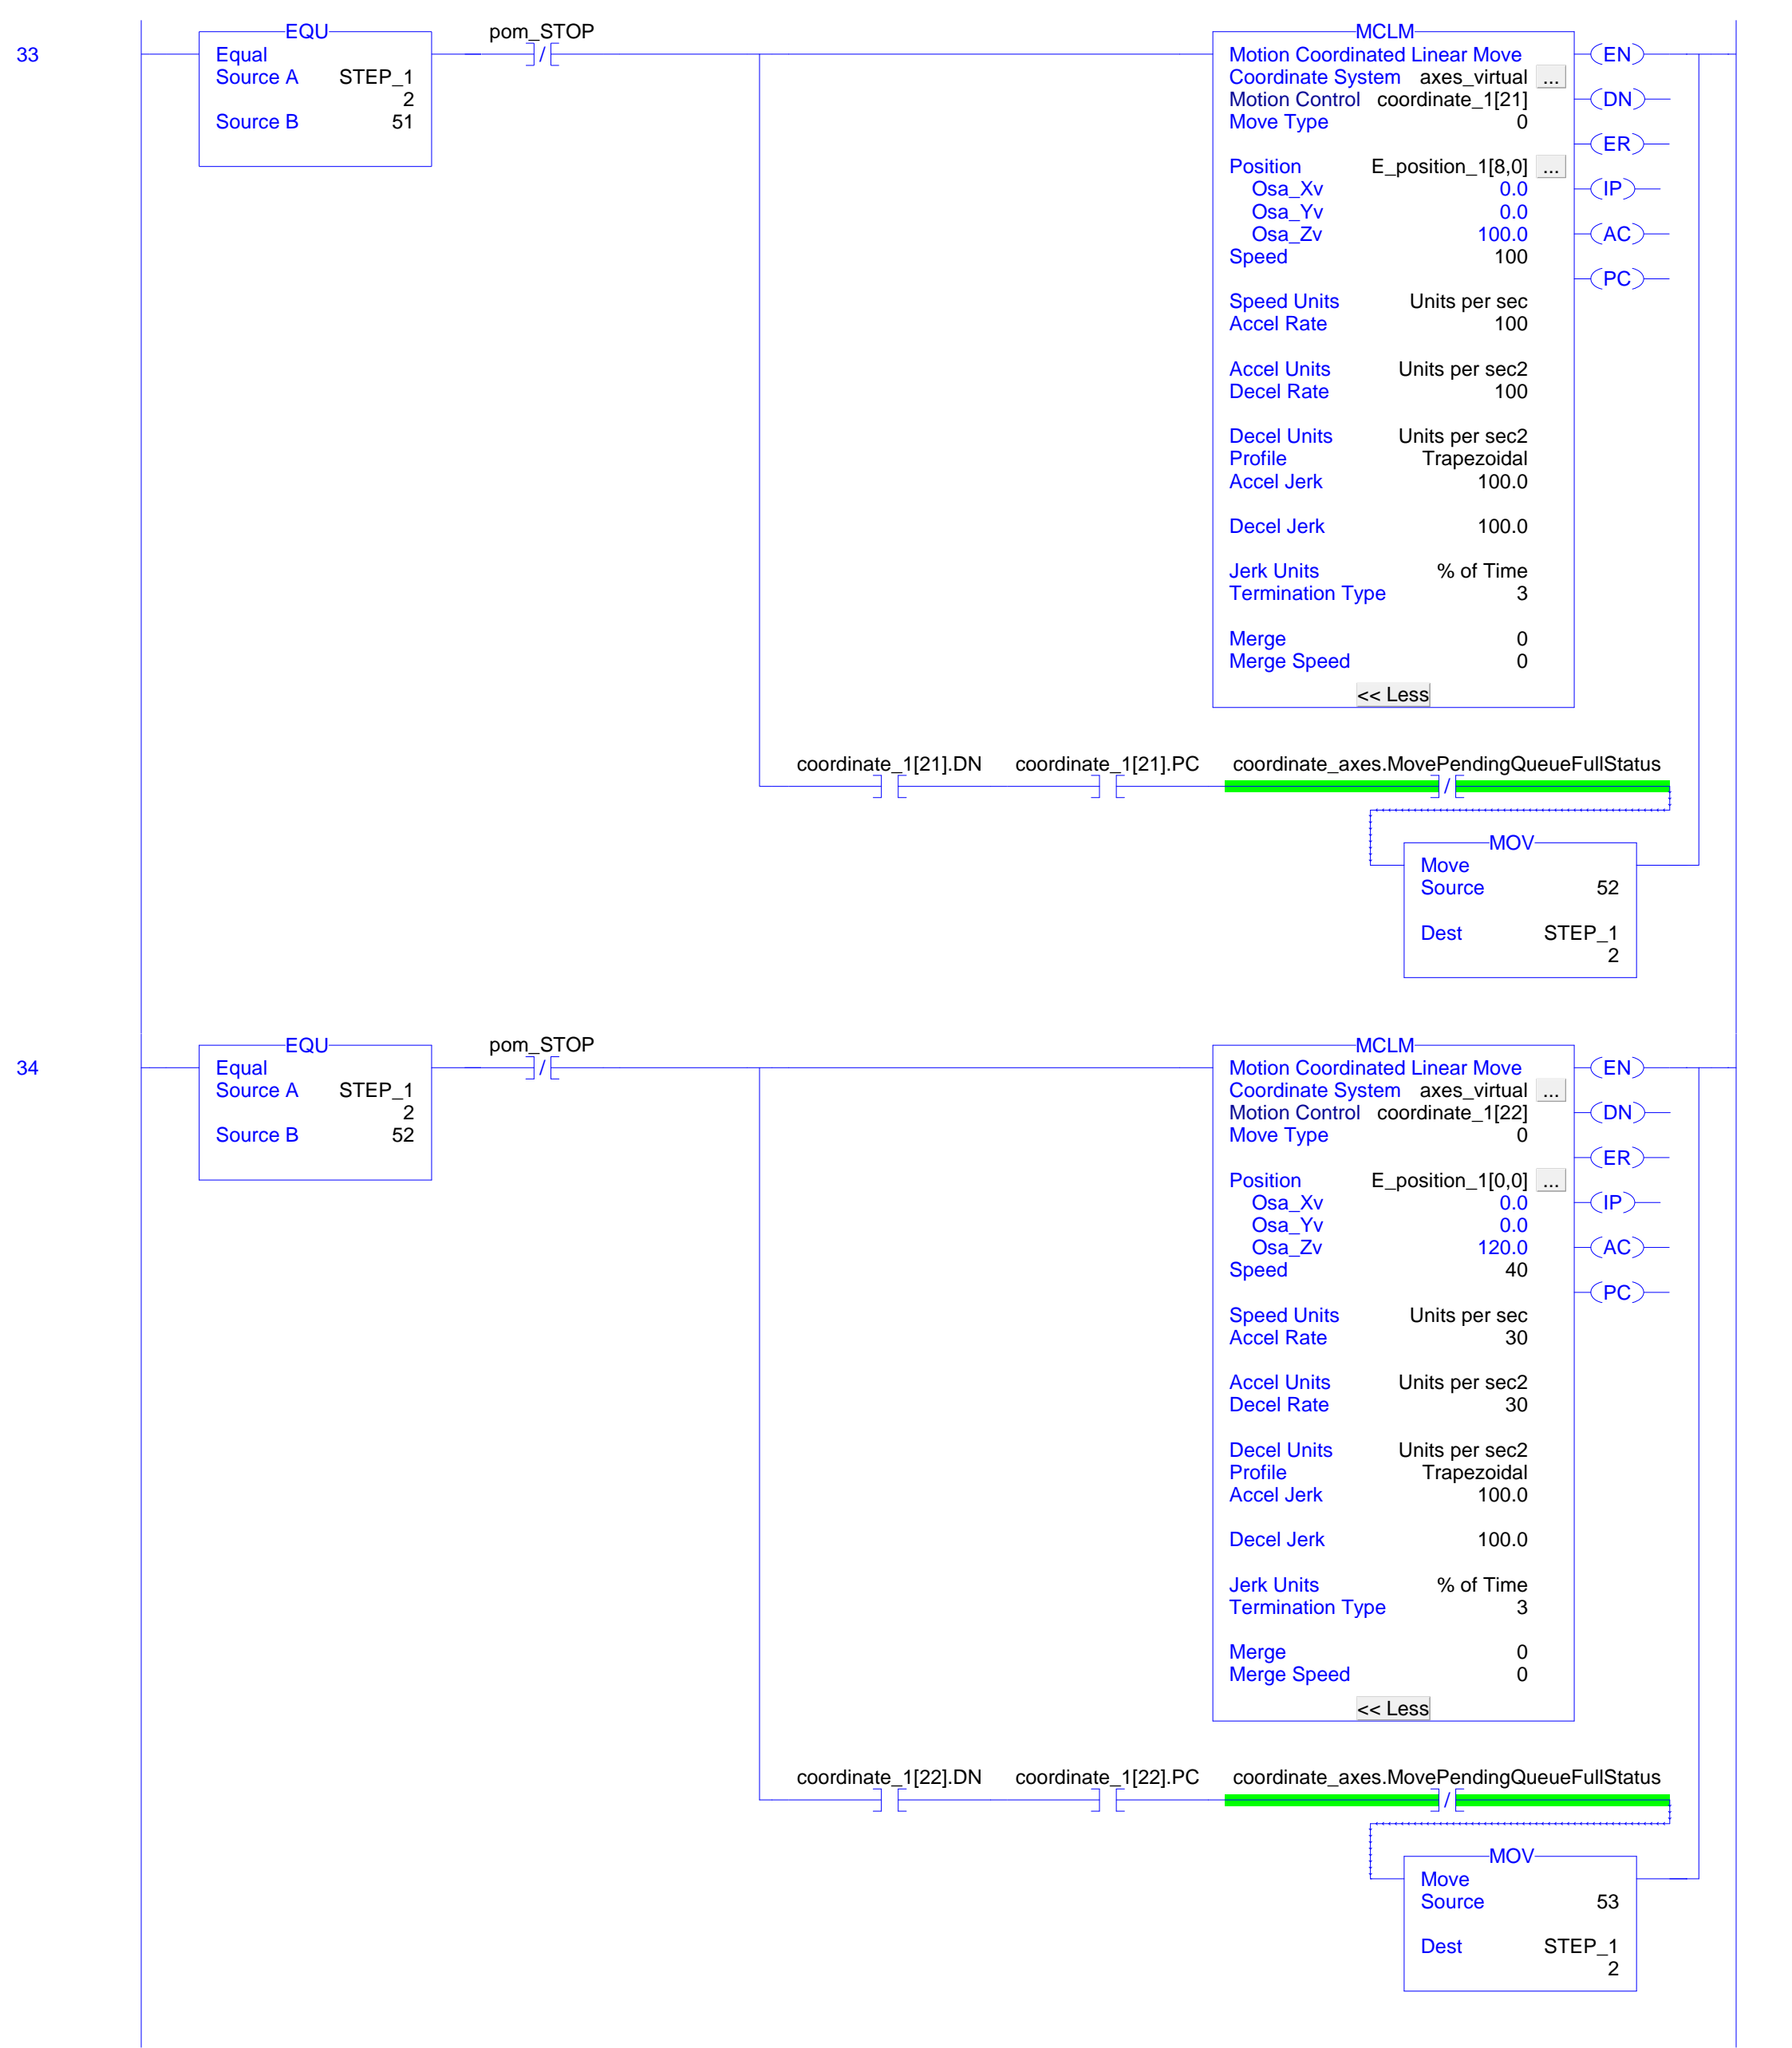 33
EQU
Equal
Source A STEP_1
2
Source B 51
pom_STOP
/
MCLM
Motion Coordinated Linear Move
Coordinate System axes_virtual ...
Motion Control coordinate_1[21]
Move Type 0
Position E_position_1[8,0] ...
Osa_Xv 0.0
Osa_Yv 0.0
Osa_Zv 100.0
Speed 100
Speed Units Units per sec
Accel Rate 100
Accel Units Units per sec2
Decel Rate 100
Decel Units Units per sec2
Profile Trapezoidal
Accel Jerk 100.0
Decel Jerk 100.0
Jerk Units % of Time
Termination Type 3
Merge 0
Merge Speed 0
<< Less
EN
DN
ER
IP
AC
PC
coordinate_1[21].DN
coordinate_1[21].PC
coordinate_axes.MovePendingQueueFullStatus
/
MOV
Move
Source 52
Dest STEP_1
2
34
EQU
Equal
Source A STEP_1
2
Source B 52
pom_STOP
/
MCLM
Motion Coordinated Linear Move
Coordinate System axes_virtual ...
Motion Control coordinate_1[22]
Move Type 0
Position E_position_1[0,0] ...
Osa_Xv 0.0
Osa_Yv 0.0
Osa_Zv 120.0
Speed 40
Speed Units Units per sec
Accel Rate 30
Accel Units Units per sec2
Decel Rate 30
Decel Units Units per sec2
Profile Trapezoidal
Accel Jerk 100.0
Decel Jerk 100.0
Jerk Units % of Time
Termination Type 3
Merge 0
Merge Speed 0
<< Less
EN
DN
ER
IP
AC
PC
coordinate_1[22].DN
coordinate_1[22].PC
coordinate_axes.MovePendingQueueFullStatus
/
MOV
Move
Source 53
Dest STEP_1
2